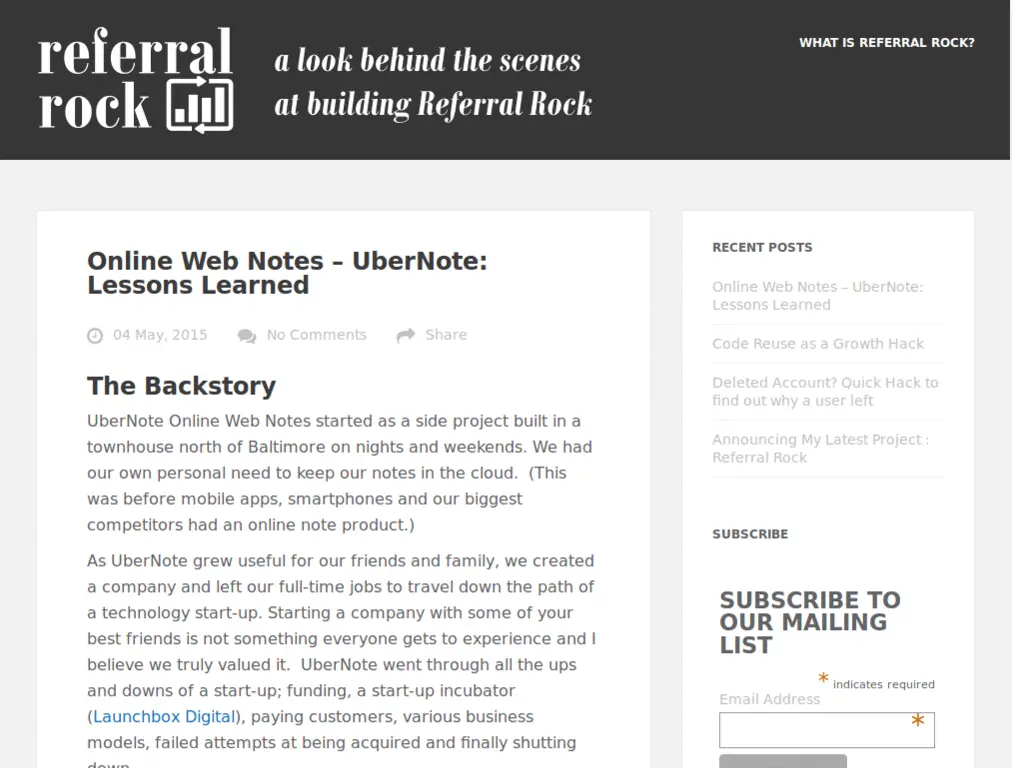 referral
rock
a look behind the scenes
at building Referral Rock
WHAT IS REFERRAL ROCK?
Online Web Notes – UberNote:
Lessons Learned
04 May, 2015
No Comments
Share
The Backstory
UberNote Online Web Notes started as a side project built in a
townhouse north of Baltimore on nights and weekends. We had
our own personal need to keep our notes in the cloud.  (This
was before mobile apps, smartphones and our biggest
competitors had an online note product.)
As UberNote grew useful for our friends and family, we created
a company and left our full-time jobs to travel down the path of
a technology start-up. Starting a company with some of your
best friends is not something everyone gets to experience and I
believe we truly valued it.  UberNote went through all the ups
and downs of a start-up; funding, a start-up incubator
(Launchbox Digital), paying customers, various business
models, failed attempts at being acquired and finally shutting
down.
RECENT POSTS
Online Web Notes – UberNote:
Lessons Learned
Code Reuse as a Growth Hack
Deleted Account? Quick Hack to
find out why a user left
Announcing My Latest Project :
Referral Rock
SUBSCRIBE
SUBSCRIBE TO
OUR MAILING
LIST
* indicates required
Email Address
*